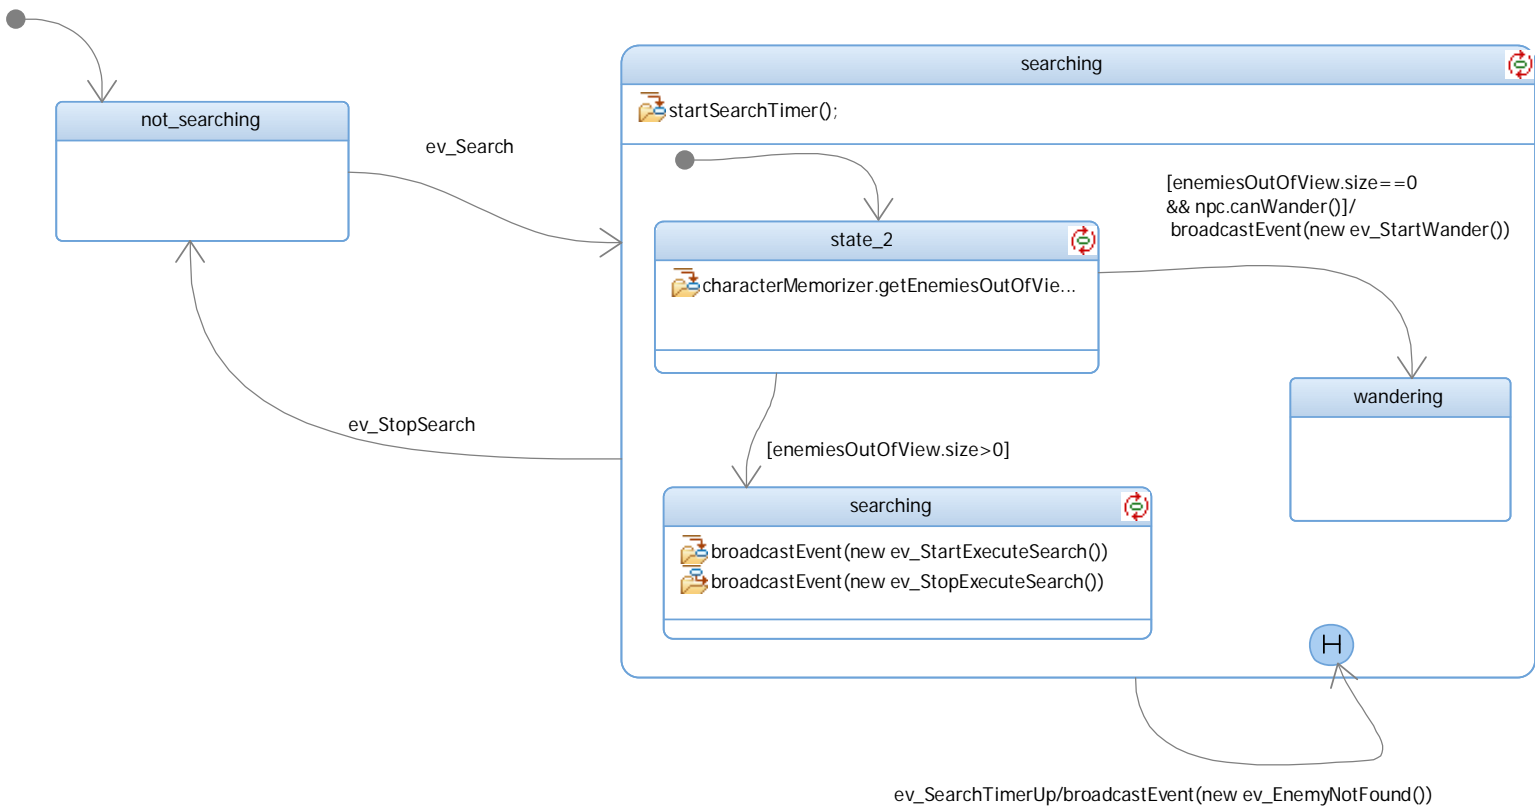 not_searching
ev_Search
searching
startSearchTimer();
[enemiesOutOfView.size==0
&& npc.canWander()]/
broadcastEvent(new ev_StartWander())
state_2
characterMemorizer.getEnemiesOutOfVie...
wandering
ev_StopSearch
[enemiesOutOfView.size>0]
searching
broadcastEvent(new ev_StartExecuteSearch())
broadcastEvent(new ev_StopExecuteSearch())
H
ev_SearchTimerUp/broadcastEvent(new ev_EnemyNotFound())